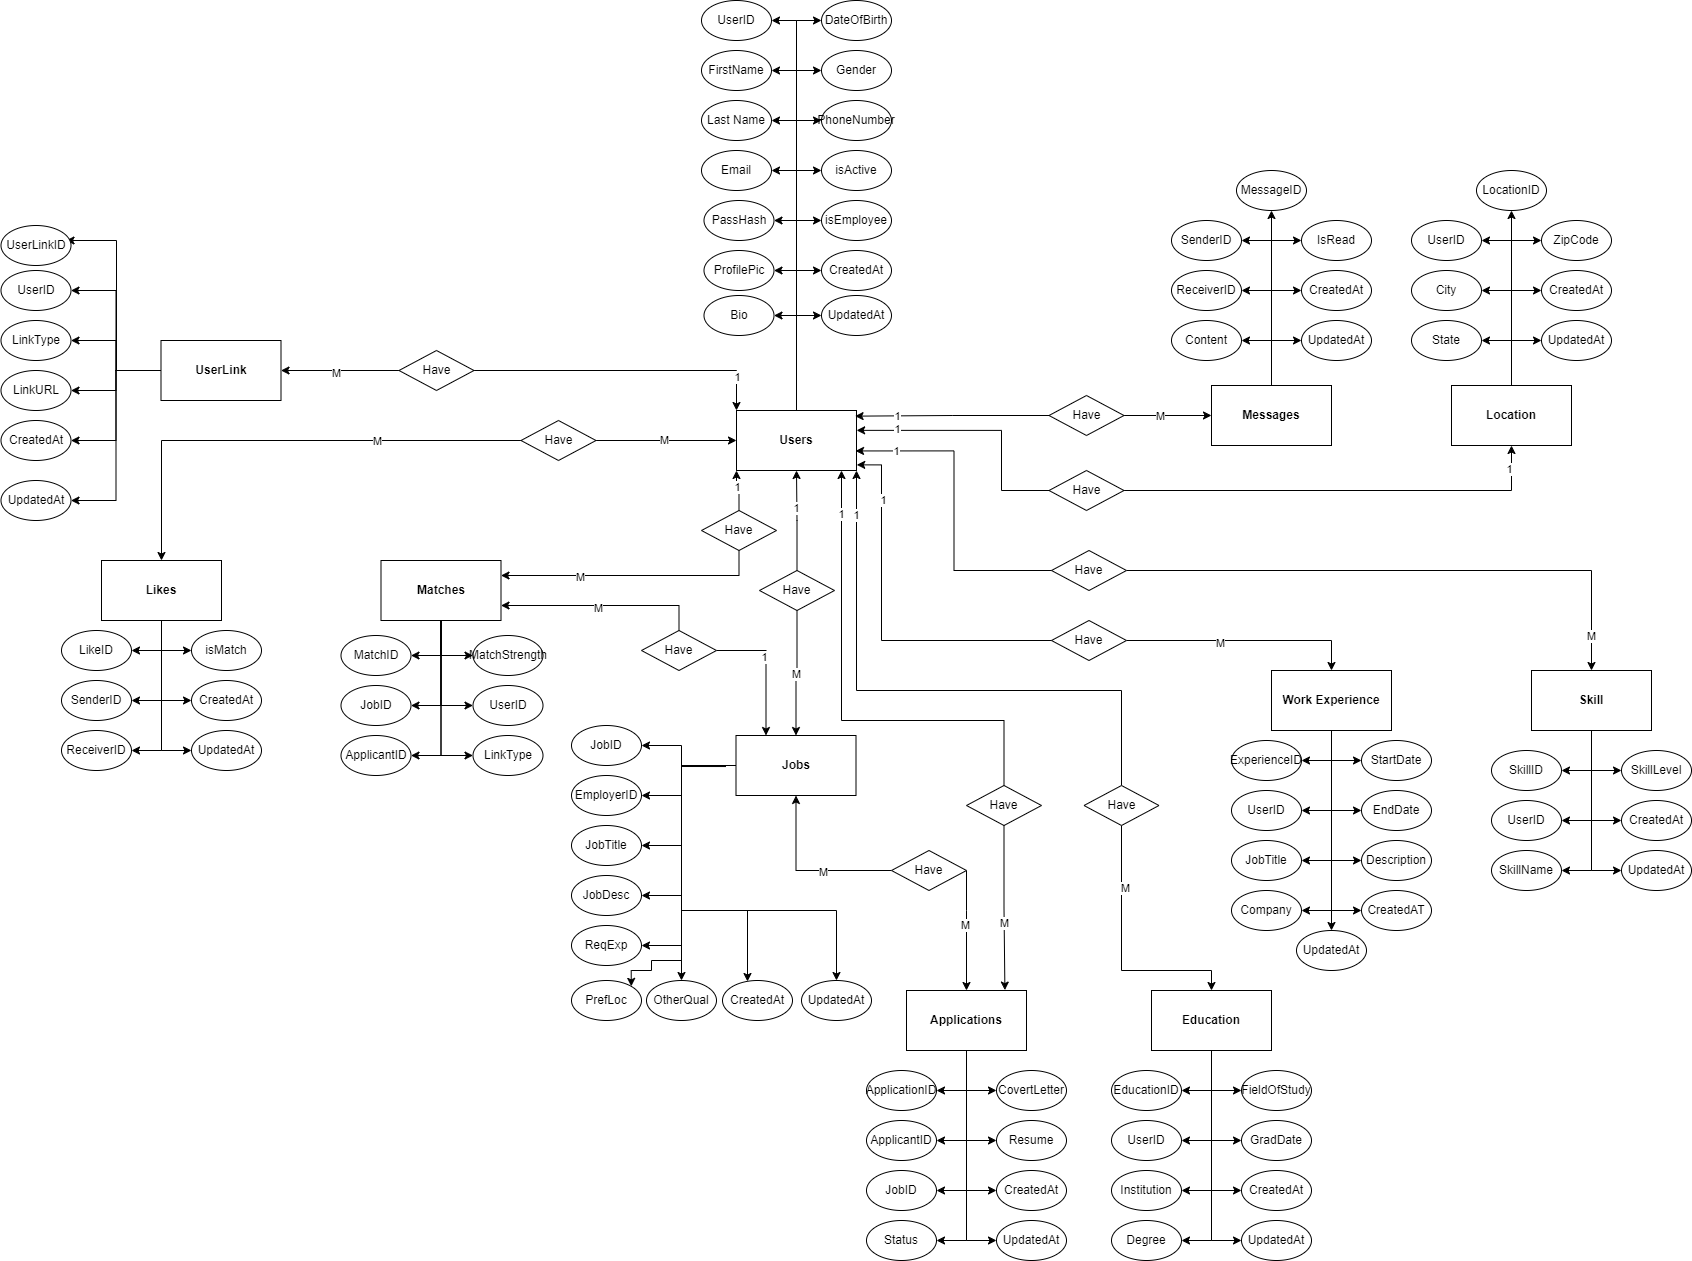 UserID
DateOfBirth
FirstName
Gender
Last Name
PhoneNumber
Email
isActive
PassHash
isEmployee
ProfilePic
CreatedAt
Bio
UpdatedAt
MessageID
SenderID
IsRead
ReceiverID
CreatedAt
Content
UpdatedAt
LocationID
UserID
ZipCode
City
CreatedAt
State
UpdatedAt
UserLinkID
UserID
LinkType
LinkURL
CreatedAt
UpdatedAt
UserLink
M
Have
1
Users
1
Have
M
Messages
Location
M
Have
M
1
Have
1
1
Have
M
1
Have
M
1
Have
M
1
Have
M
1
1
Have
M
Likes
LikeID
isMatch
SenderID
CreatedAt
ReceiverID
UpdatedAt
Matches
M
Have
1
MatchID
MatchStrength
JobID
UserID
ApplicantID
LinkType
Work Experience
ExperienceID
StartDate
UserID
EndDate
JobTitle
Description
Company
CreatedAT
UpdatedAt
Skill
SkillID
SkillLevel
UserID
CreatedAt
SkillName
UpdatedAt
Jobs
JobID
EmployerID
JobTitle
JobDesc
ReqExp
PrefLoc
OtherQual
CreatedAt
UpdatedAt
Have
Have
M
M
M
M
Applications
ApplicationID
CovertLetter
ApplicantID
Resume
JobID
CreatedAt
Status
UpdatedAt
Education
EducationID
FieldOfStudy
UserID
GradDate
Institution
CreatedAt
Degree
UpdatedAt